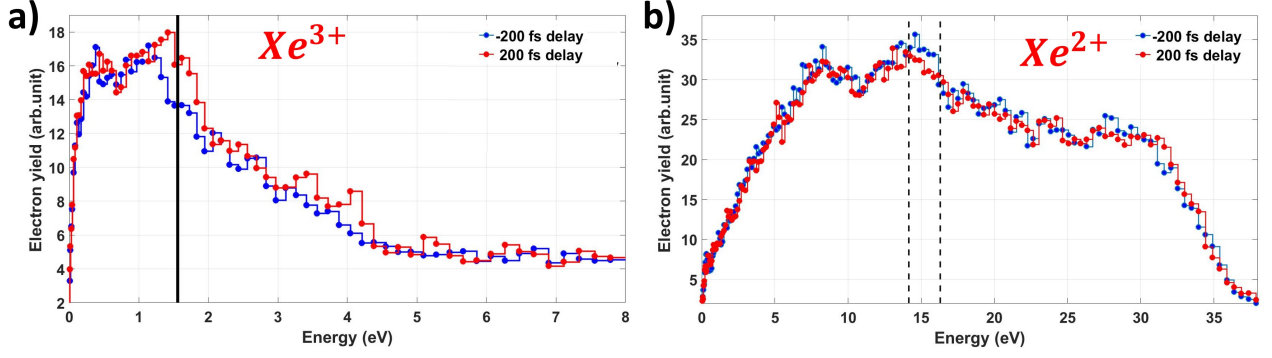 a)
Xe³⁺
-200 fs delay
200 fs delay
,
Electron yield (arb.unit)
18
16
14
12
10
8
6
4
2
0 1 2 3 4 5 6 7 8
Energy (eV)
b)
Xe²⁺
-200 fs delay
200 fs delay
Electron yield (arb.unit)
35
30
25
20
15
10
5
0 5 10 15 20 25 30 35
Energy (eV)